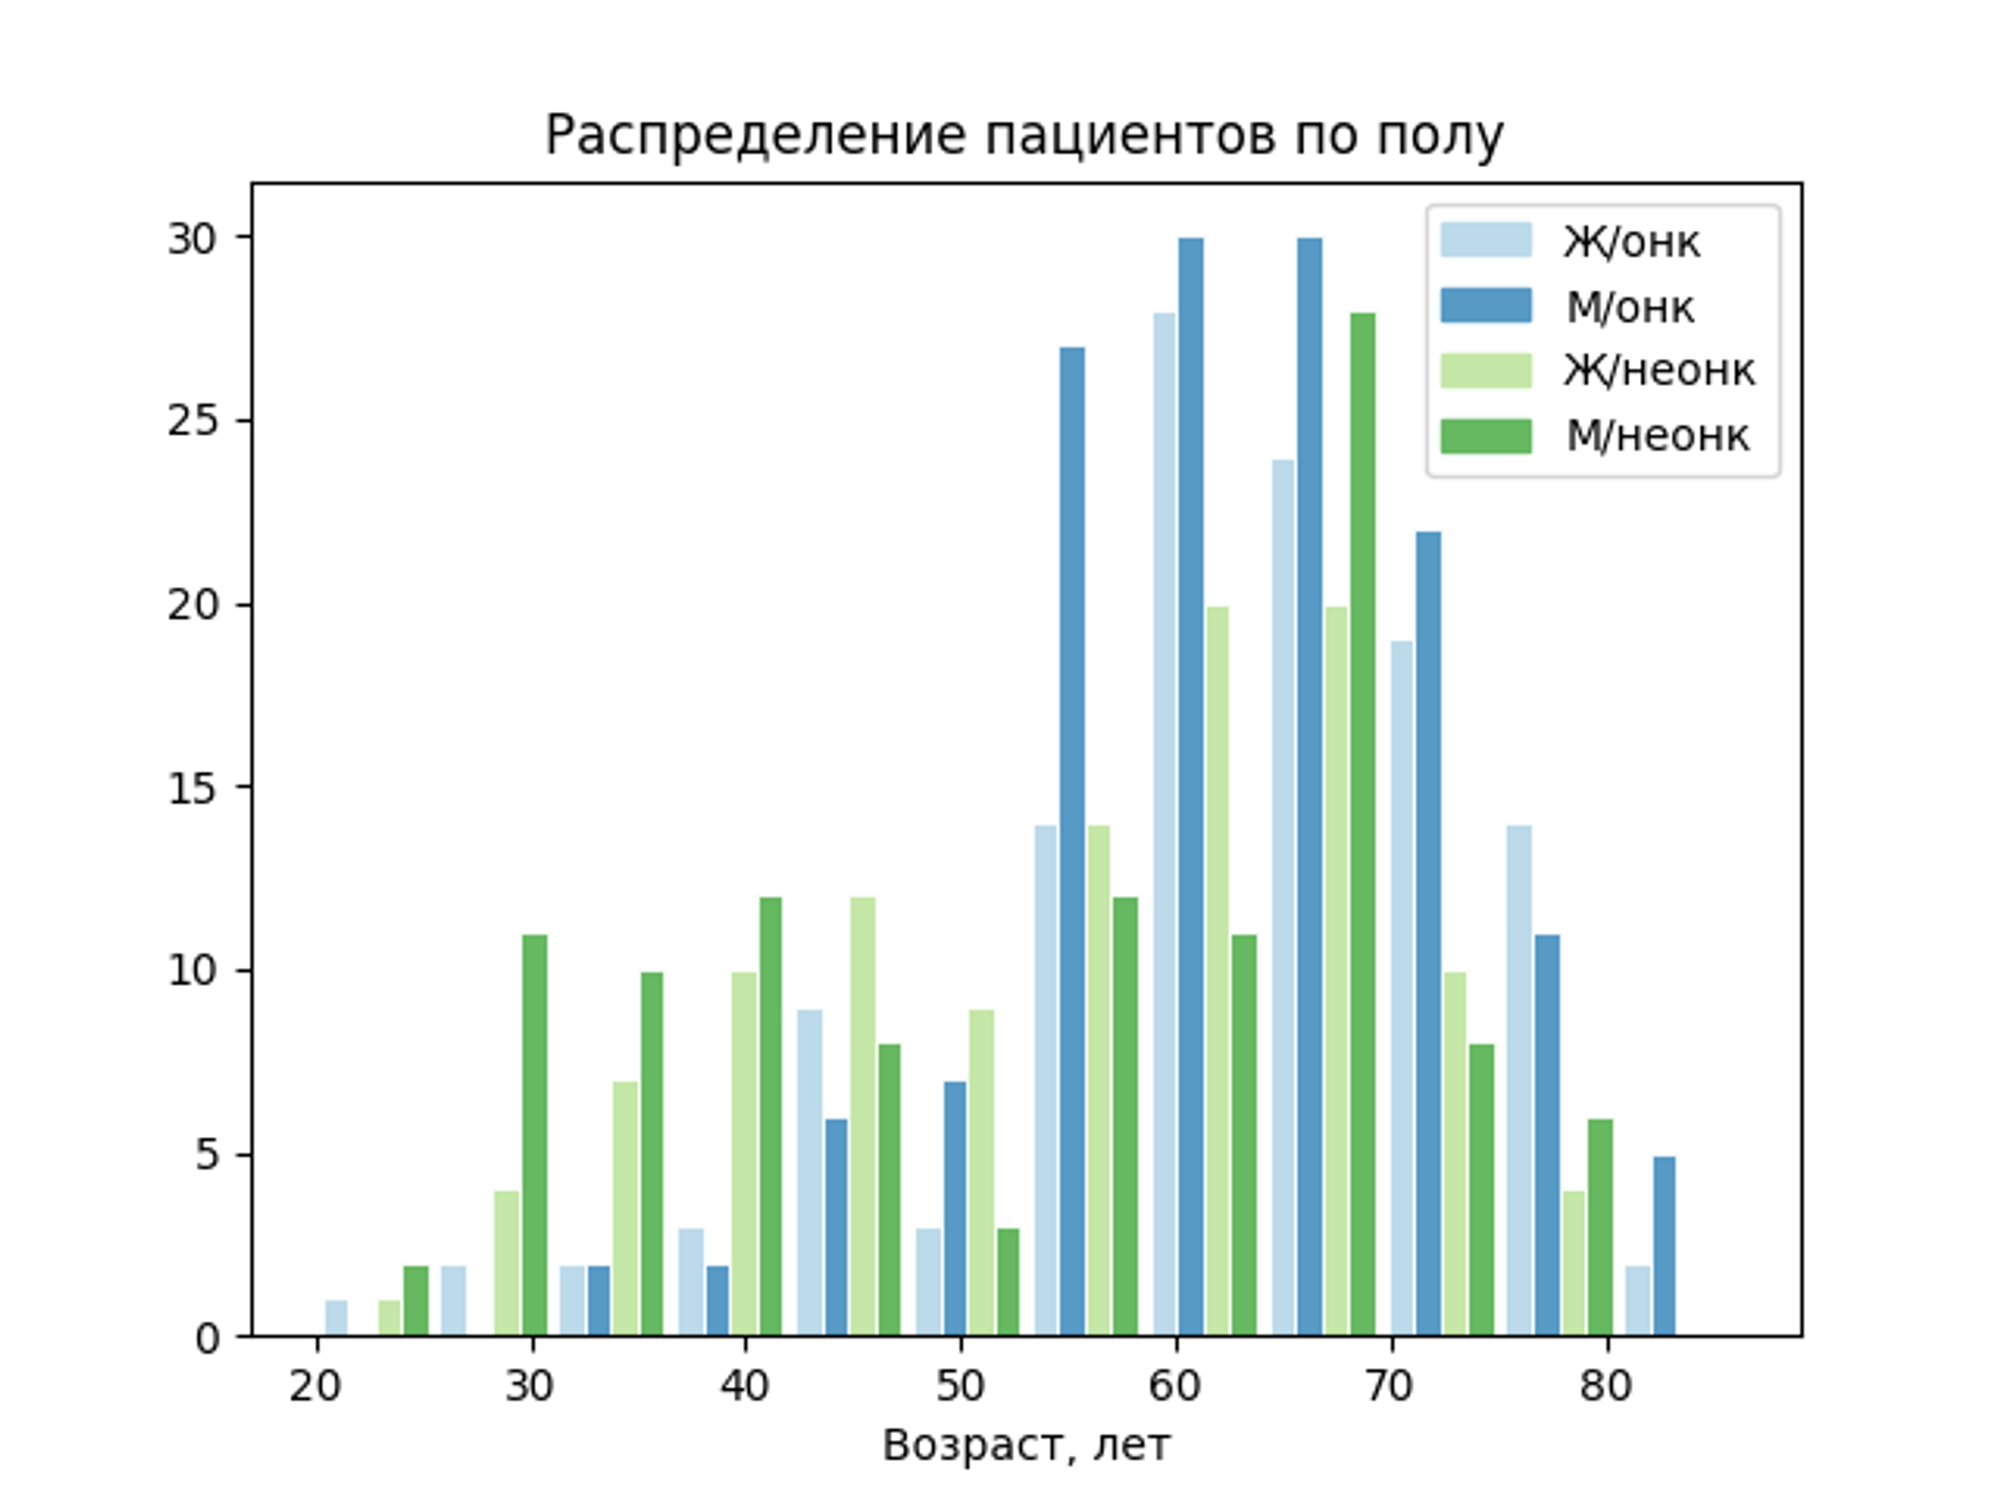 Распределение пациентов по полу
30
25
20
15
10
5
0
Ж/онк
М/онк
Ж/неонк
М/неонк
20 30 40 50 60 70 80
Возраст, лет